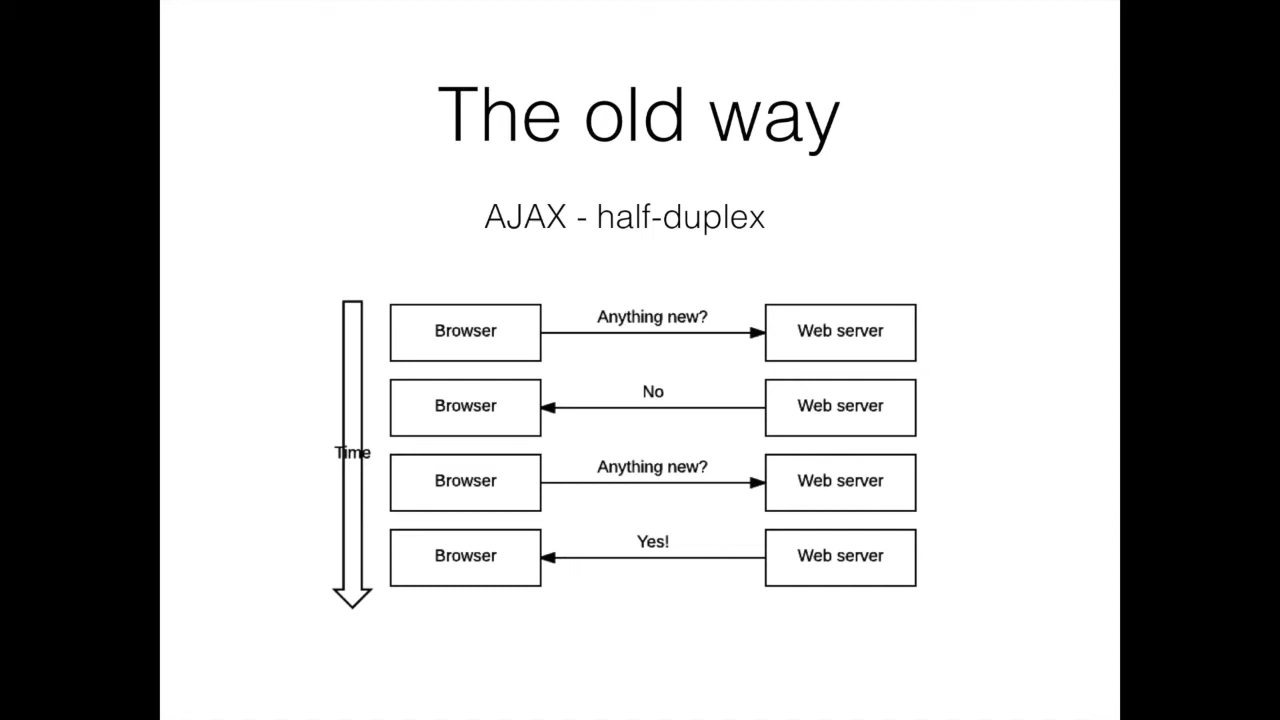 The old way
AJAX - half-duplex
Browser
Anything new?
Web server
Browser
No
Web server
Time
Browser
Anything new?
Web server
Browser
Yes!
Web server